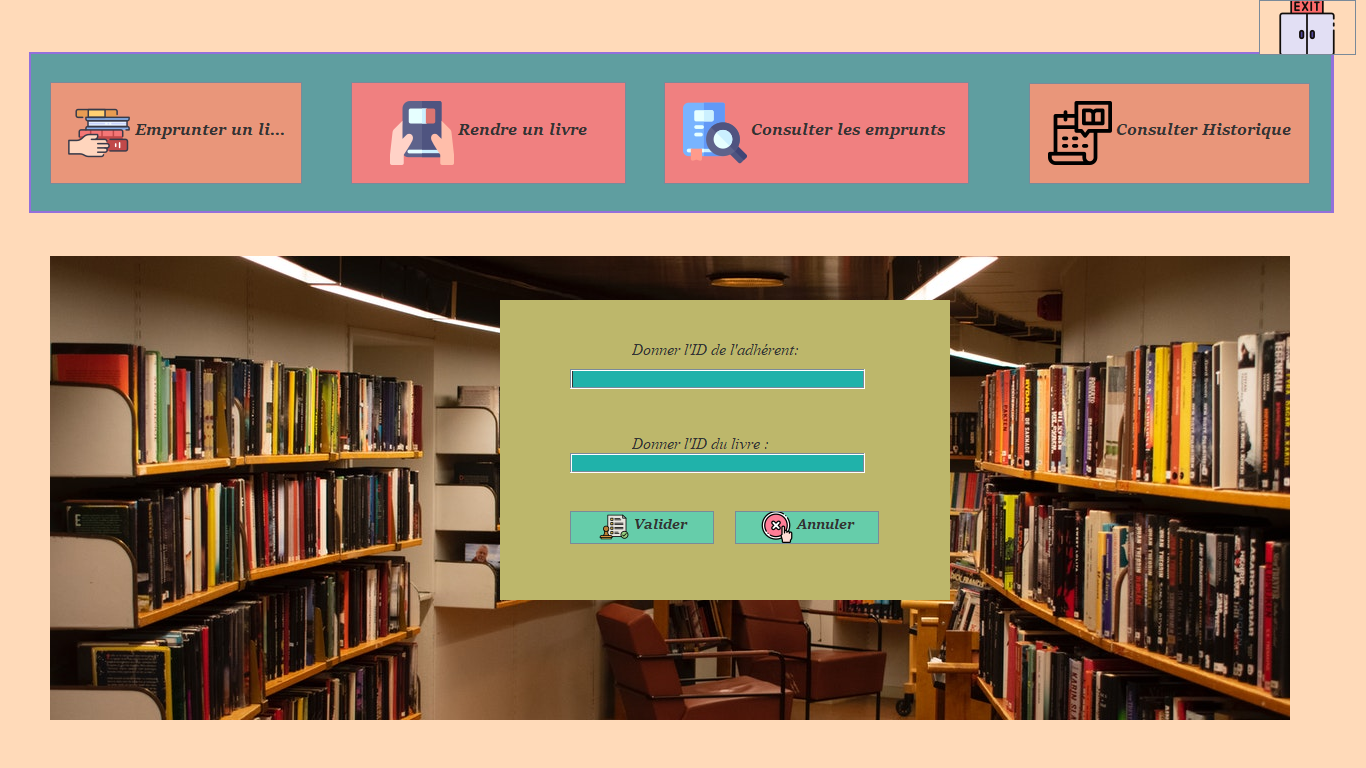 EXIT
Emprunter un li...
Rendre un livre
Consulter les emprunts
Consulter Historique
Donner l'ID de l'adhérent:
Donner l'ID du livre :
Valider
Annuler